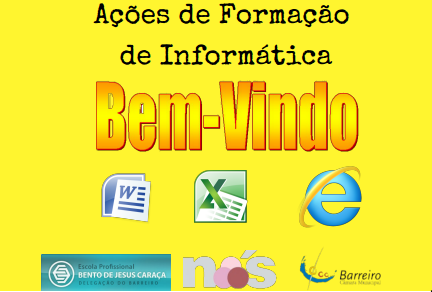 Ações de Formação
de Informática
Bem-Vindo
W
X
e
Escola Profissional
BENTO DE JESUS CARAÇA
DELEGAÇÃO DO BARREIRO
nós
Barreiro
Câmara Municipal